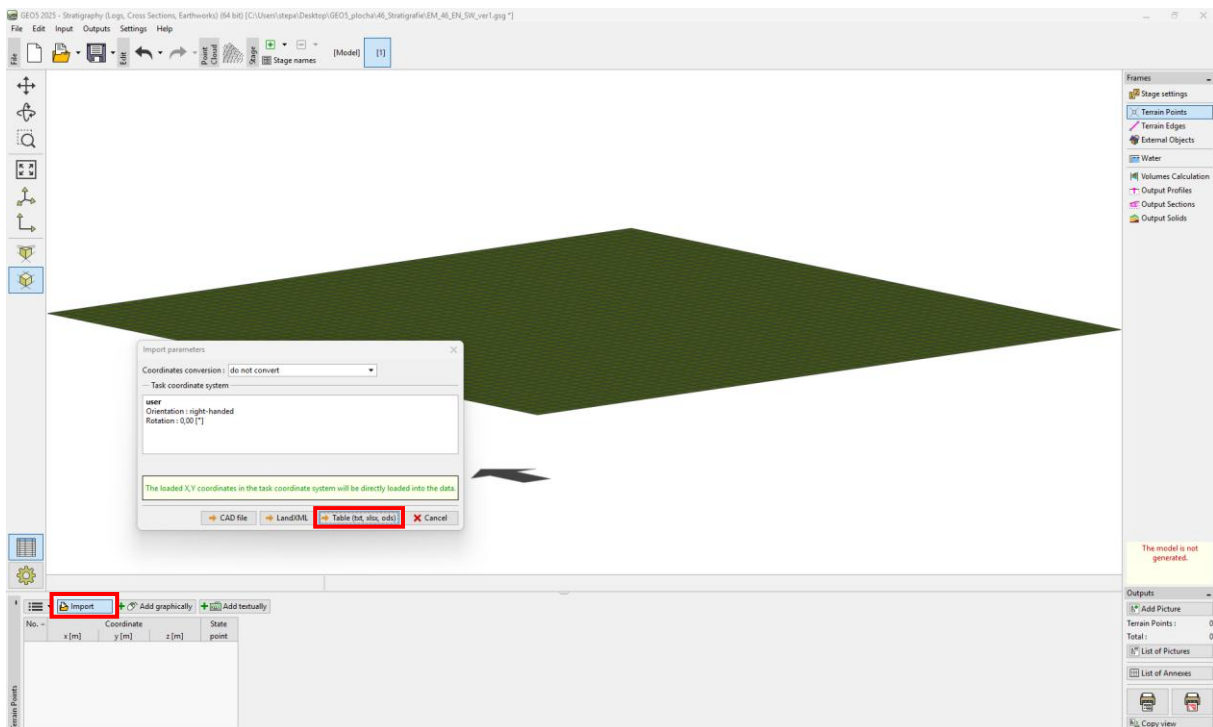 GEO5 2025 - Stratigraphy (Logs, Cross Sections, Earthworks) (64 bit) [C:\Users\stepa\Desktop\GEO5_plocha\46_Stratigrafie\EM_46_EN_SW_ver1.gsg *]
File Edit Input Outputs Settings Help
File
Edit
Point Cloud
Stage
Stage names
[Model]
[1]
Frames
Stage settings
Terrain Points
Terrain Edges
External Objects
Water
Volumes Calculation
Output Profiles
Output Sections
Output Solids
Import parameters
Coordinates conversion : do not convert
Task coordinate system
user
Orientation : right-handed
Rotation : 0,00 [°]
The loaded X,Y coordinates in the task coordinate system will be directly loaded into the data.
CAD file LandXML Table (txt, xlsx, ods) Cancel
The model is not
generated.
Import Add graphically Add textually
No. Coordinate State
x [m] y [m] z [m] point
Terrain Points
Outputs
Add Picture
Terrain Points : 0
Total : 0
List of Pictures
List of Annexes
Copy view